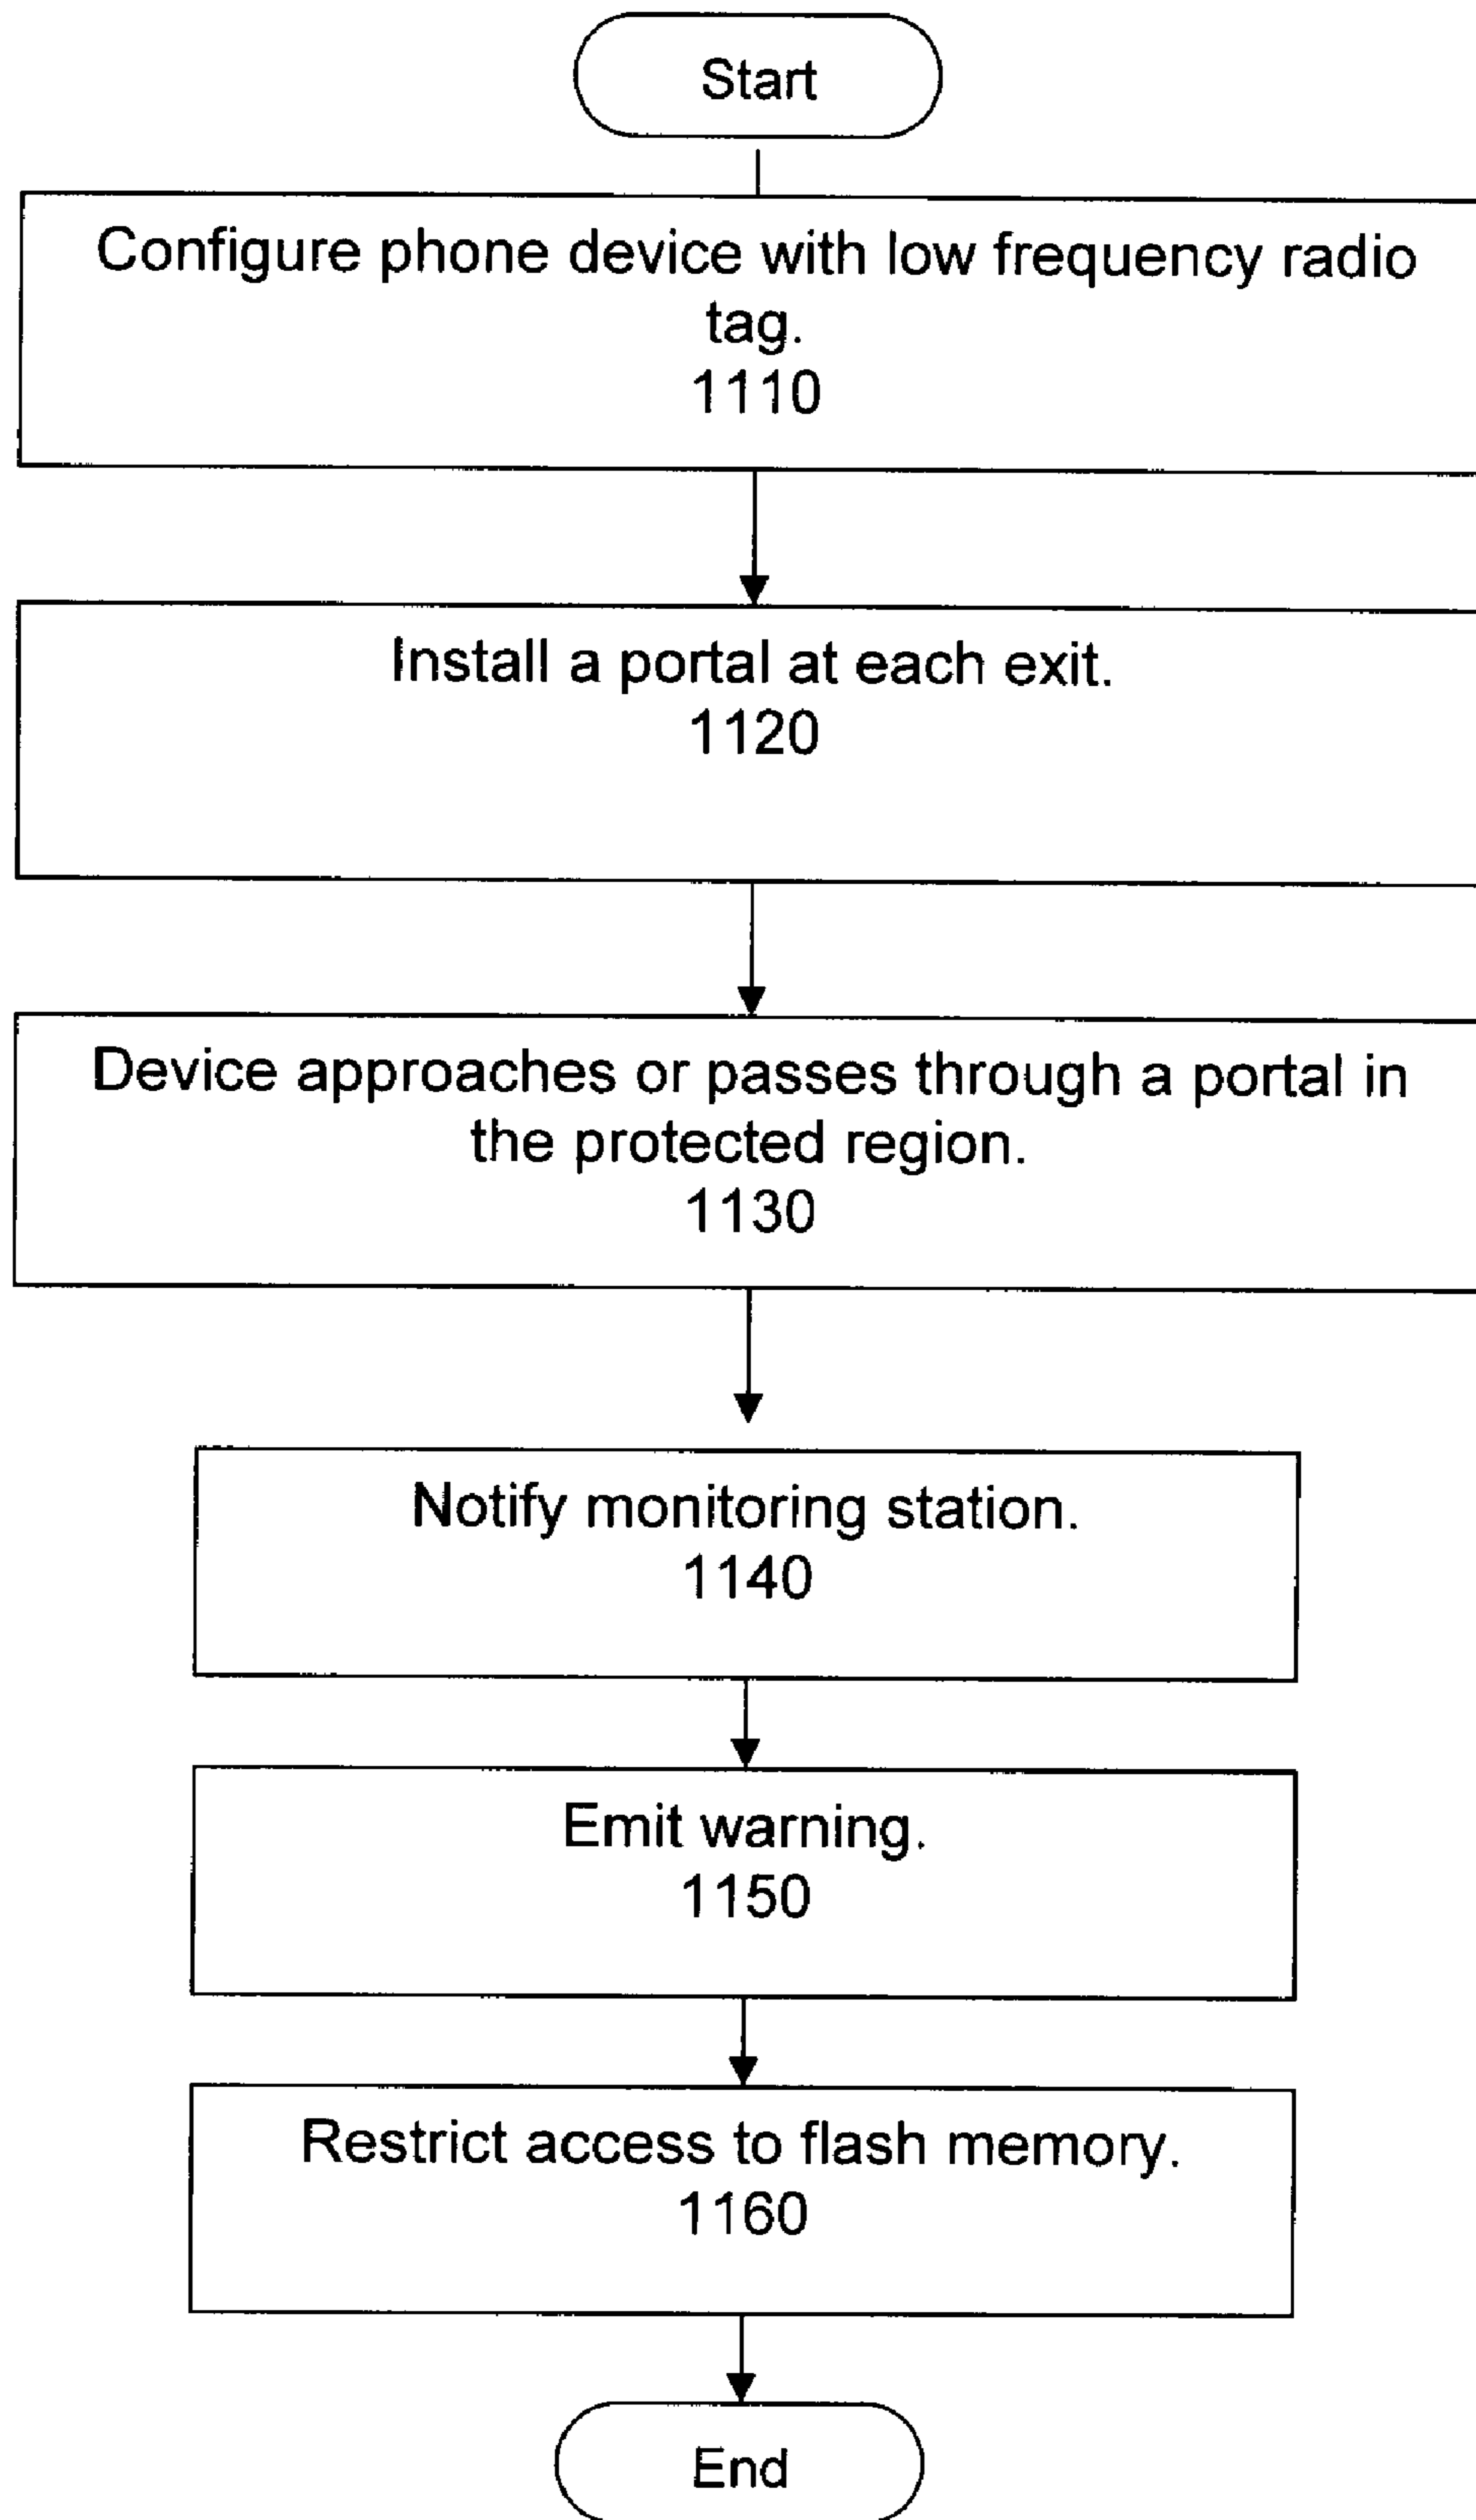 Start
Configure phone device with low frequency radio
tag.
1110
Install a portal at each exit.
1120
Device approaches or passes through a portal in
the protected region.
1130
Notify monitoring station.
1140
Emit warning.
1150
Restrict access to flash memory.
1160
End